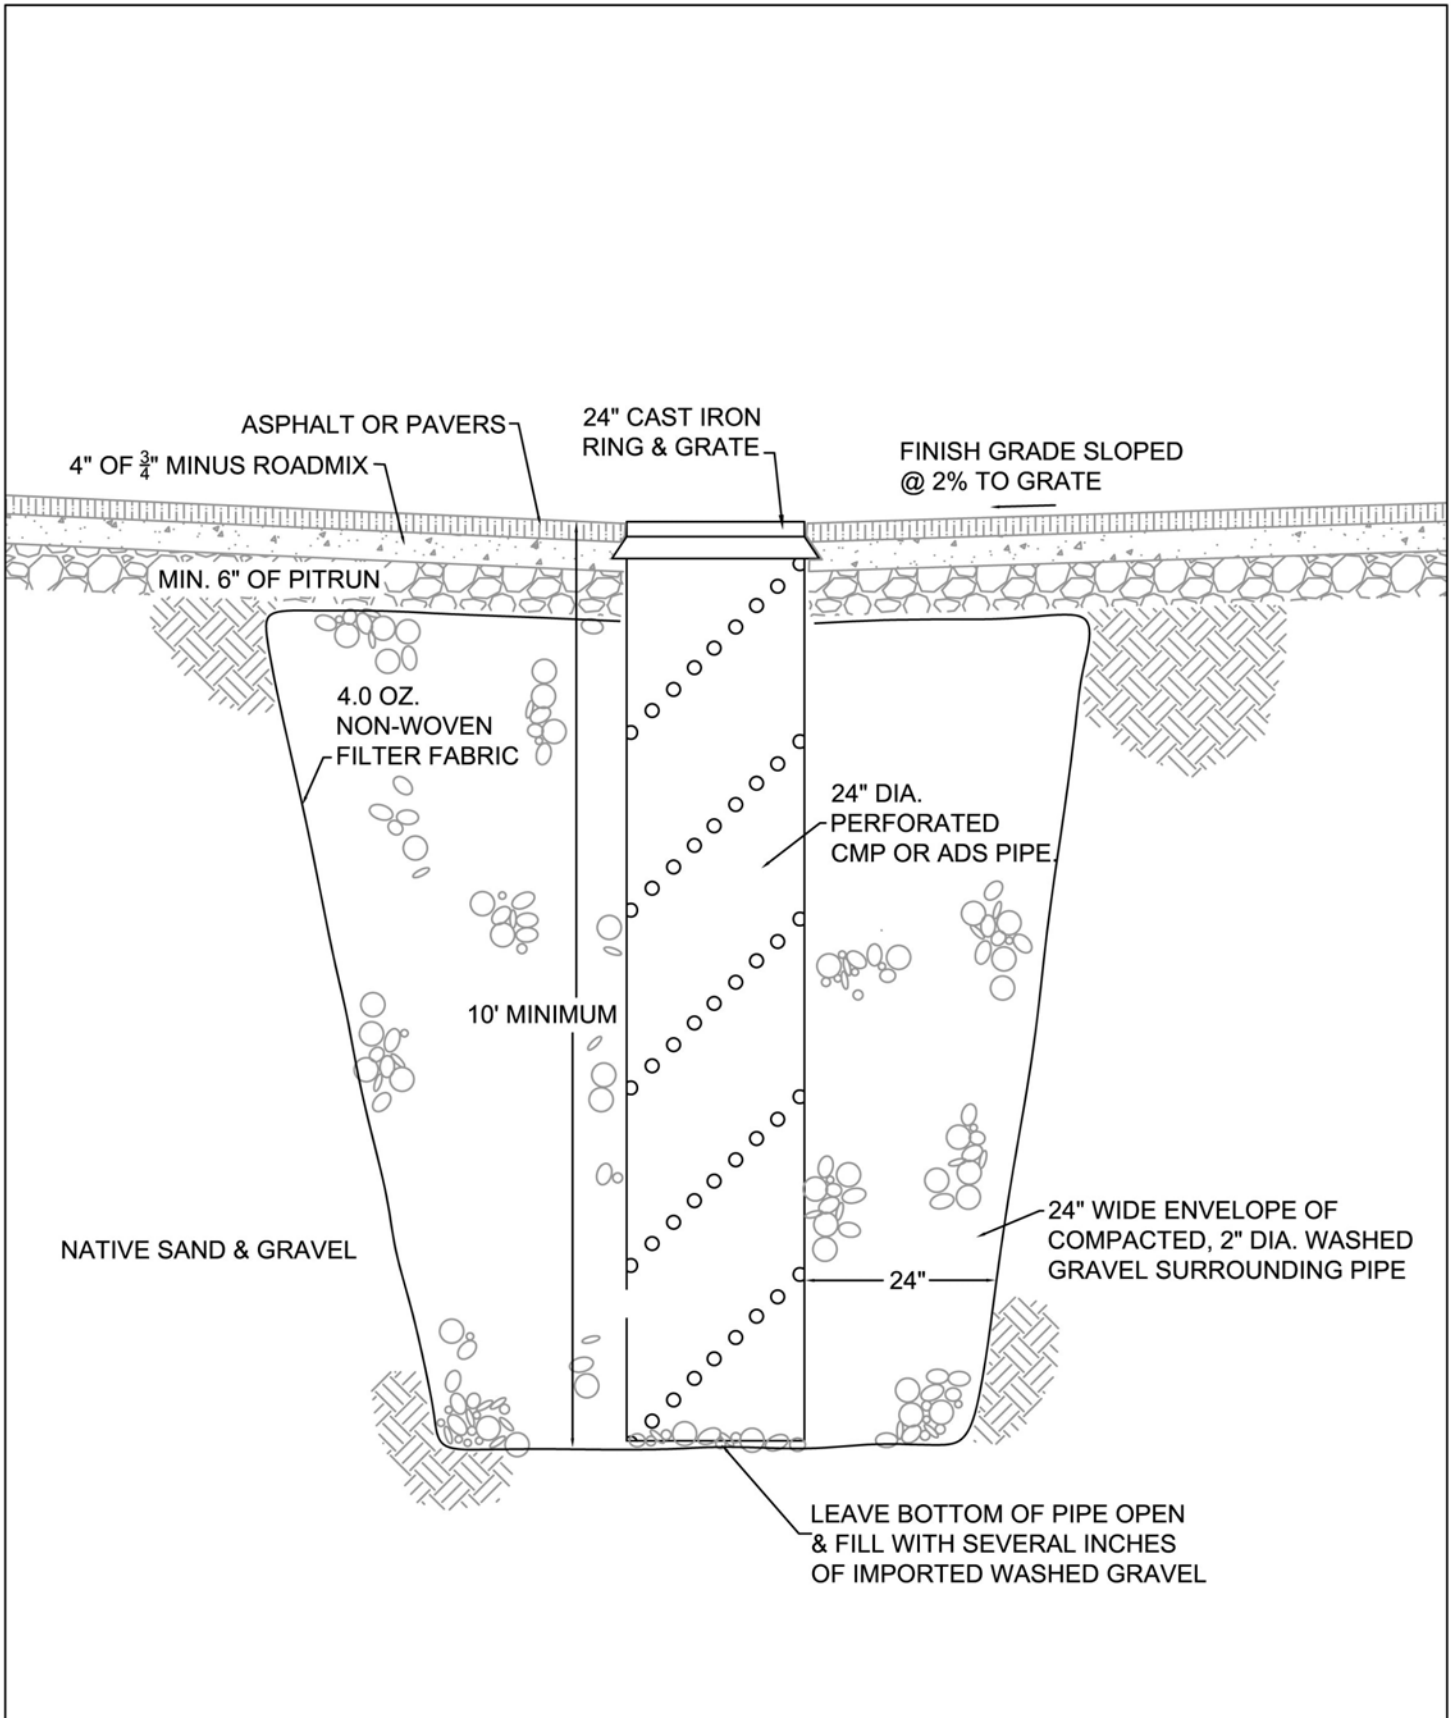 ASPHALT OR PAVERS
4" OF 3/4" MINUS ROADMIX
24" CAST IRON
RING & GRATE
FINISH GRADE SLOPED
@ 2% TO GRATE
MIN. 6" OF PITRUN
4.0 OZ.
NON-WOVEN
FILTER FABRIC
24" DIA.
PERFORATED
CMP OR ADS PIPE.
10' MINIMUM
NATIVE SAND & GRAVEL
24" WIDE ENVELOPE OF
COMPACTED, 2" DIA. WASHED
GRAVEL SURROUNDING PIPE
24"
LEAVE BOTTOM OF PIPE OPEN
& FILL WITH SEVERAL INCHES
OF IMPORTED WASHED GRAVEL